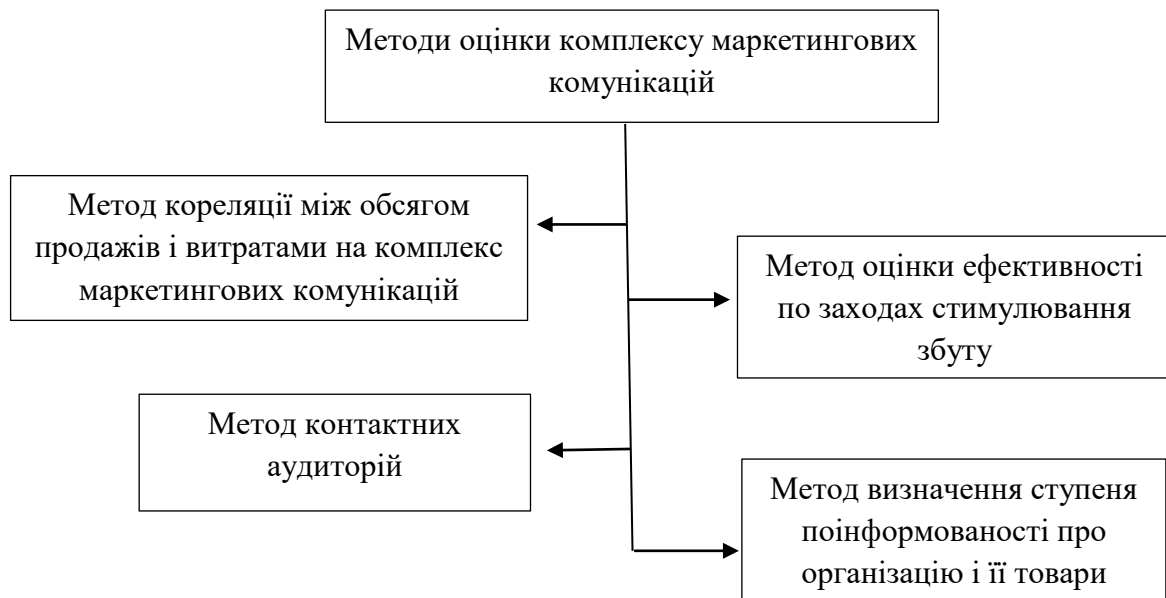 Методи оцінки комплексу маркетингових
комунікацій
Метод кореляції між обсягом
продажів і витратами на комплекс
маркетингових комунікацій
Метод оцінки ефективності
по заходах стимулювання
збуту
Метод контактних
аудиторій
Метод визначення ступеня
поінформованості про
організацію і її товари